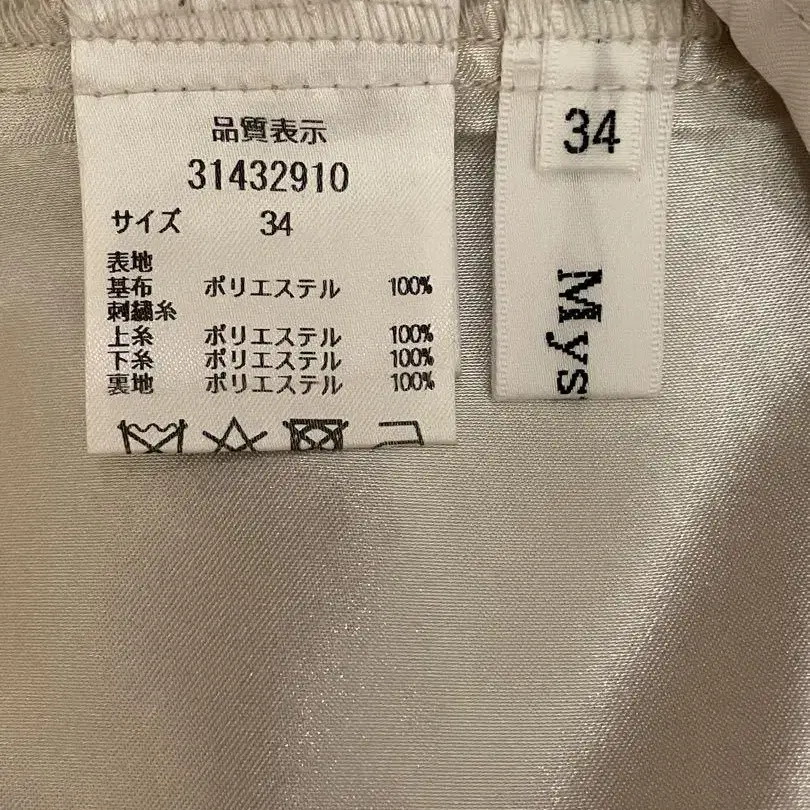 品質表示
31432910
サイズ 34
表地
基布 ポリエステル 100%
刺繍糸
上糸 ポリエステル 100%
下糸 ポリエステル 100%
裏地 ポリエステル 100%
34
Mys